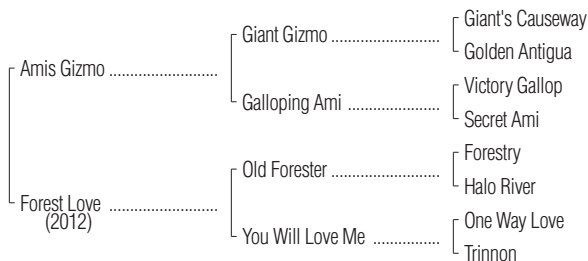 Giant's Causeway
Giant Gizmo
Golden Antigua
Amis Gizmo
Victory Gallop
Galloping Ami
Secret Ami
Forestry
Old Forester
Halo River
Forest Love
(2012)
One Way Love
You Will Love Me
Trinnon